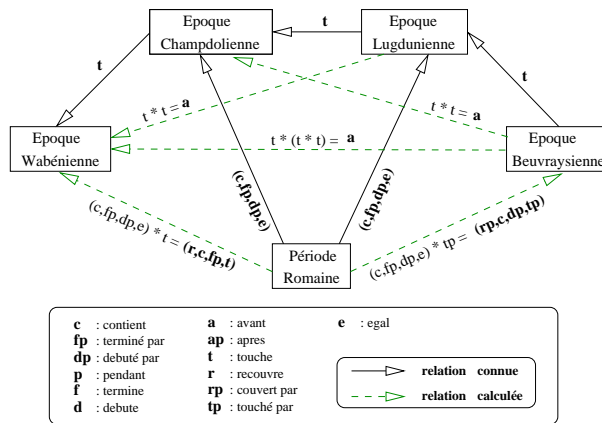 Epoque
Champdolienne
t
Epoque
Lugdunienne
t
t
t * t = a
t * t = a
Epoque
Wabénienne
t * (t * t) = a
Epoque
Beuvraysienne
(c,fp,dp,e)
(c,fp,dp,e)
(c,fp,dp,e) * t = (r,c,fp,t)
Période
Romaine
(c,fp,dp,e) * tp = (rp,c,dp,tp)
c : contient
fp : terminé par
dp : debuté par
p : pendant
f : termine
d : debute
a : avant
ap : apres
t : touche
r : recouvre
rp : couvert par
tp : touché par
e : egal
relation connue
relation calculée